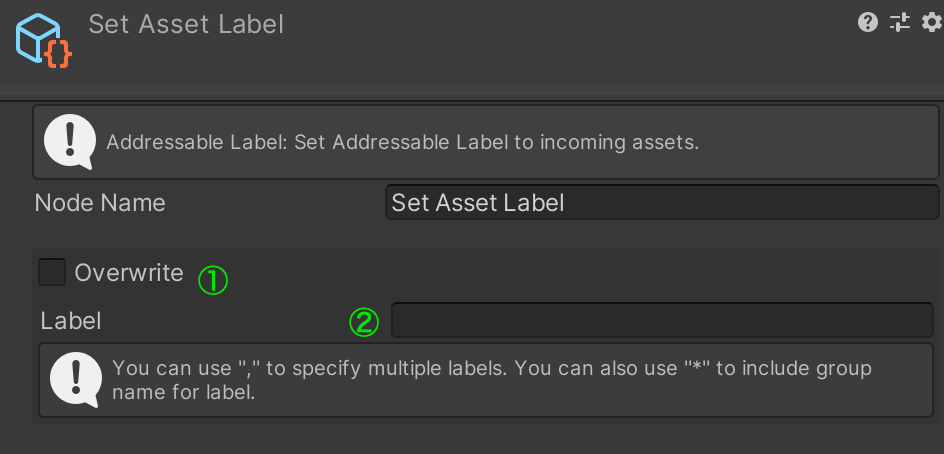 Set Asset Label
Addressable Label: Set Addressable Label to incoming assets.
Node Name
Set Asset Label
Overwrite ①
Label ②
You can use "," to specify multiple labels. You can also use "*" to include group
name for label.